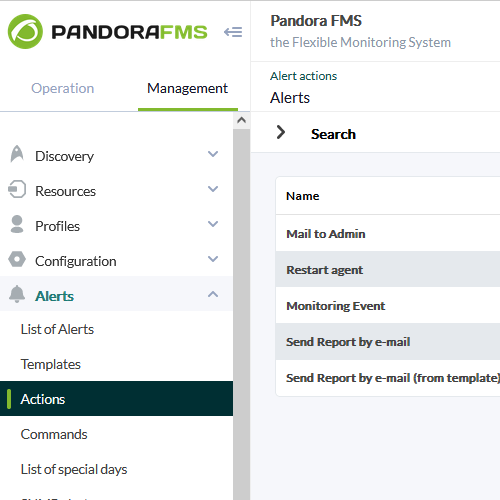 PANDORAFMS
Operation
Management
Discovery
Resources
Profiles
Configuration
Alerts
List of Alerts
Templates
Actions
Commands
List of special days
Pandora FMS
the Flexible Monitoring System
Alert actions
Alerts
Search
Name
Mail to Admin
Restart agent
Monitoring Event
Send Report by e-mail
Send Report by e-mail (from template)